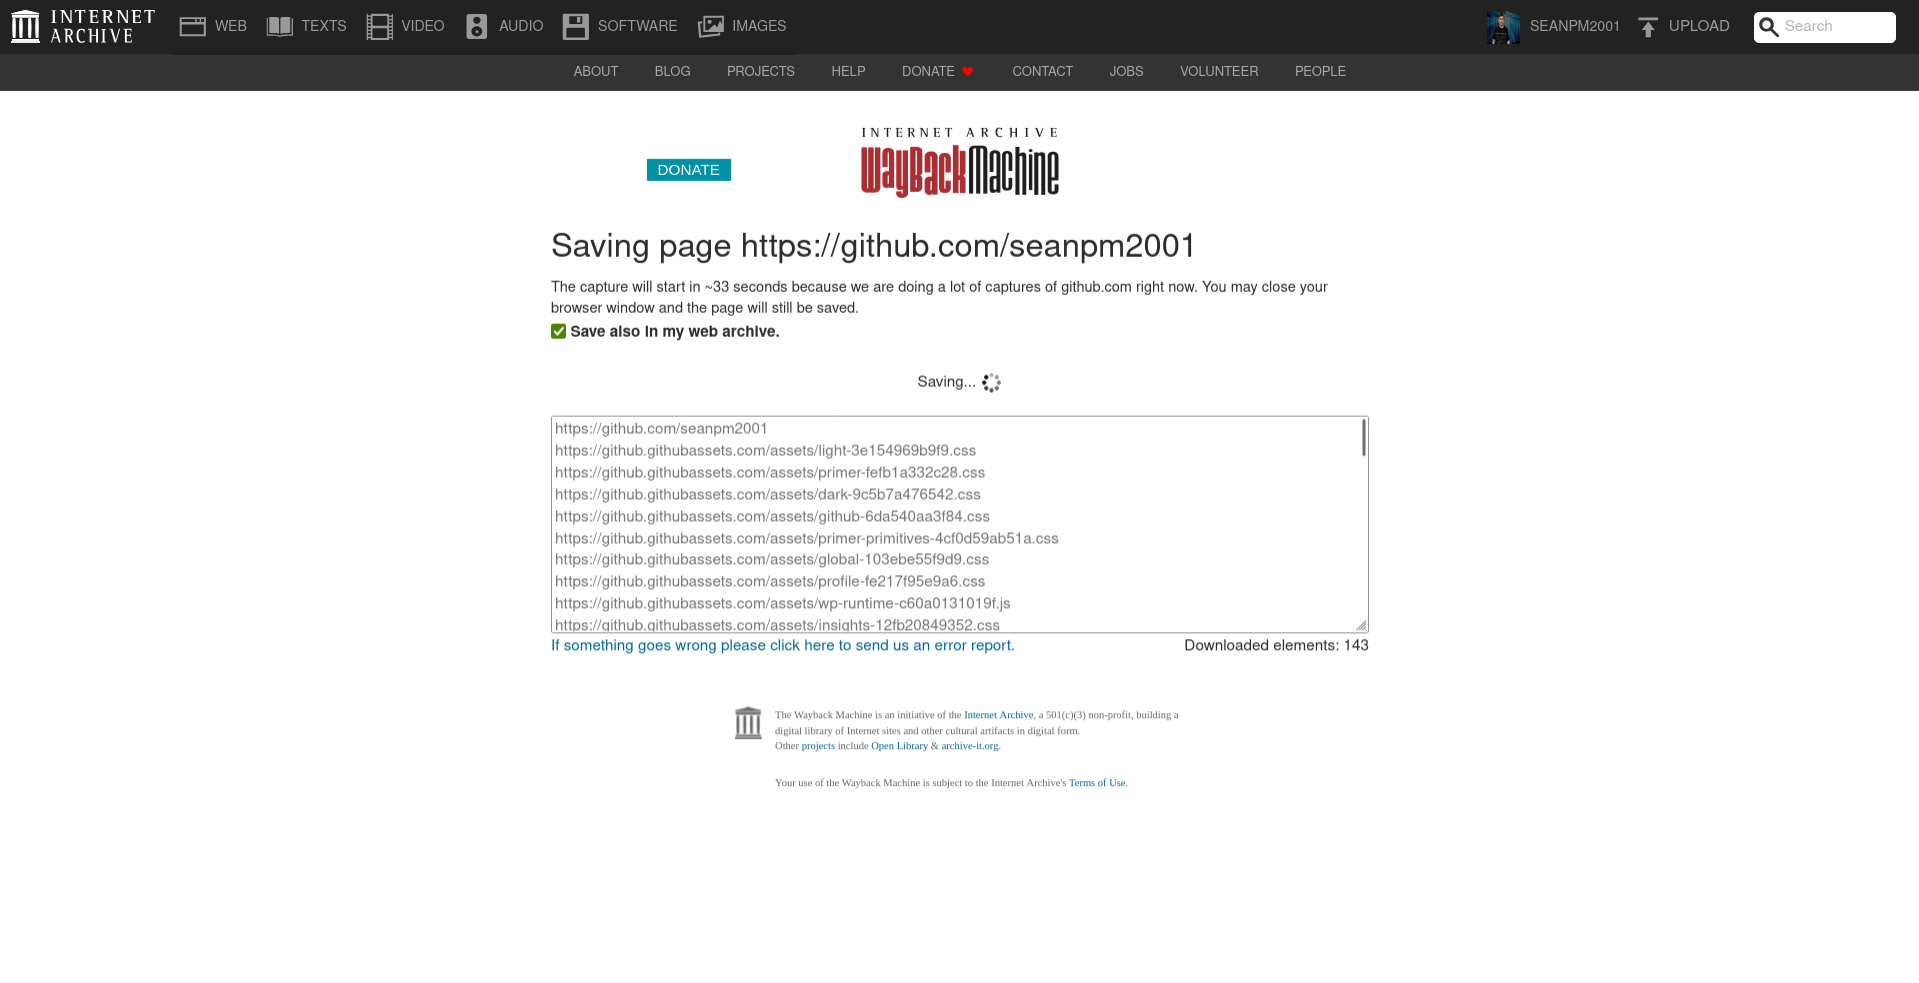 INTERNET ARCHIVE
WEB TEXTS VIDEO AUDIO SOFTWARE IMAGES SEANPM2001 UPLOAD Search
ABOUT BLOG PROJECTS HELP DONATE CONTACT JOBS VOLUNTEER PEOPLE
INTERNET ARCHIVE
WayBackMachine
DONATE
Saving page https://github.com/seanpm2001
The capture will start in ~33 seconds because we are doing a lot of captures of github.com right now. You may close your
browser window and the page will still be saved.
Save also in my web archive.
Saving...
https://github.com/seanpm2001
https://github.githubassets.com/assets/light-3e154969b9f9.css
https://github.githubassets.com/assets/primer-fefb1a332c28.css
https://github.githubassets.com/assets/dark-9c5b7a476542.css
https://github.githubassets.com/assets/github-6da540aa3f84.css
https://github.githubassets.com/assets/primer-primitives-4cf0d59ab51a.css
https://github.githubassets.com/assets/global-103ebe55f9d9.css
https://github.githubassets.com/assets/profile-fe217f95e9a6.css
https://github.githubassets.com/assets/wp-runtime-c60a0131019f.js
https://github.githubassets.com/assets/insights-12fb20849352.css
If something goes wrong please click here to send us an error report. Downloaded elements: 143
The Wayback Machine is an initiative of the Internet Archive, a 501(c)(3) non-profit, building a
digital library of Internet sites and other cultural artifacts in digital form.
Other projects include Open Library & archive-it.org.
Your use of the Wayback Machine is subject to the Internet Archive's Terms of Use.